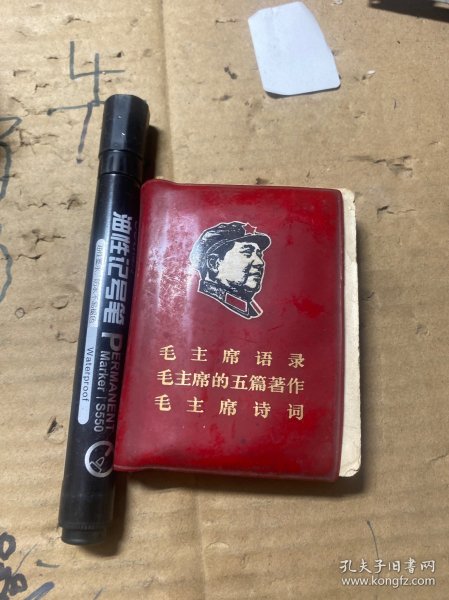 油性记号笔
PERMANENT
Marker / S550
Waterproof
毛主席语录
毛主席的五篇著作
毛主席诗词
孔夫子旧书网
www.kongfz.com